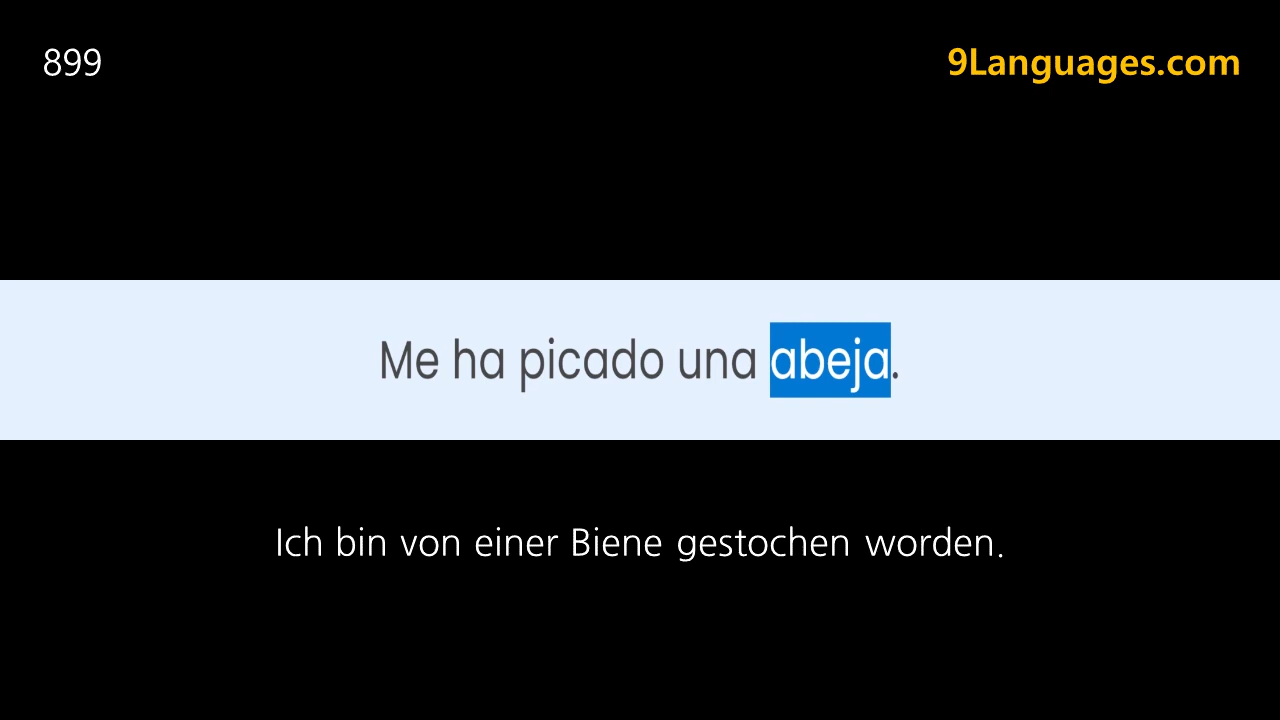 899
9Languages.com
Me ha picado una abeja.
Ich bin von einer Biene gestochen worden.